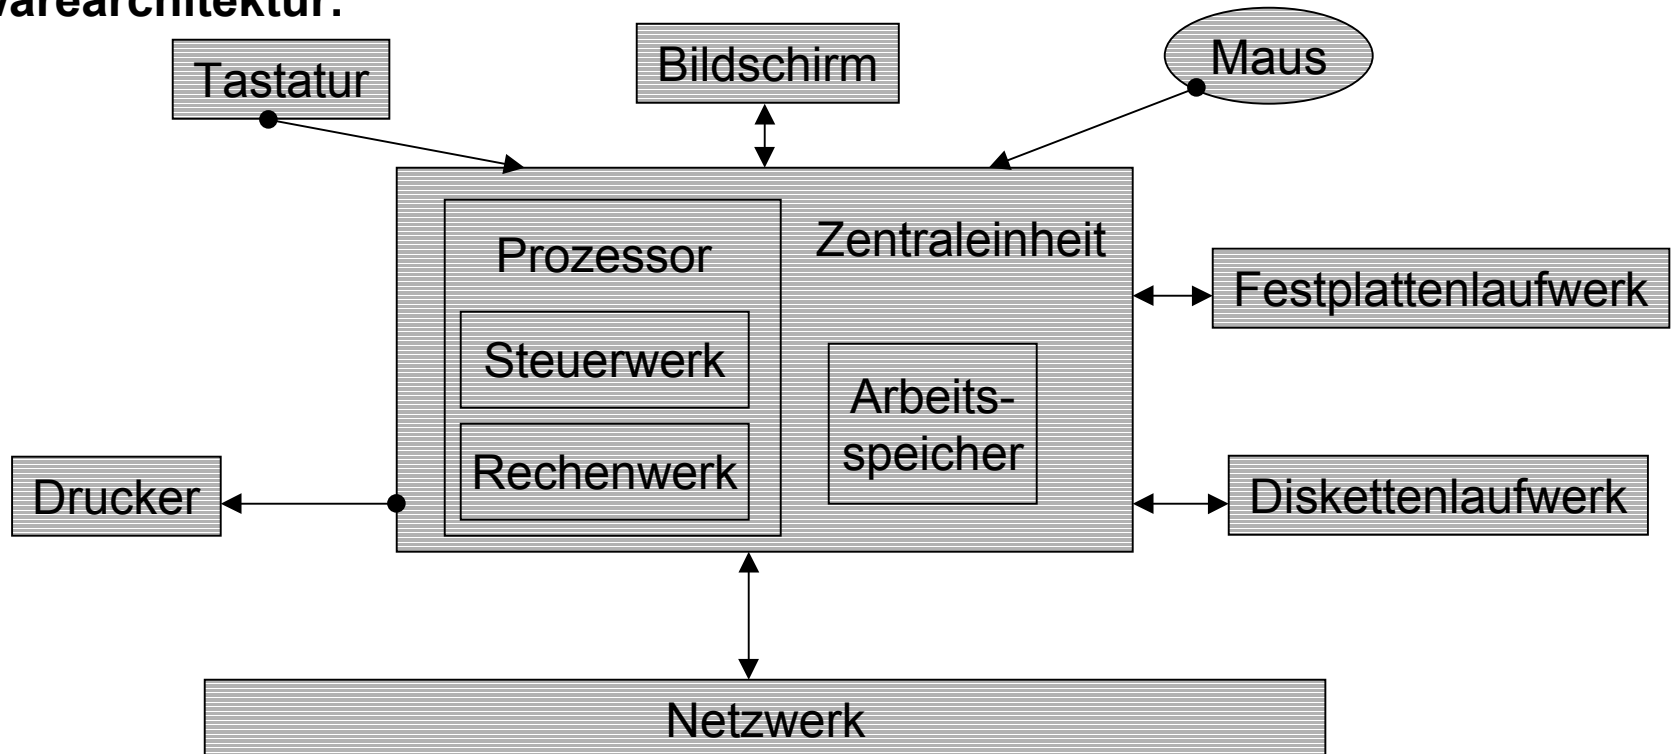 warearchitektur:
Tastatur
Bildschirm
Maus
Prozessor
Zentraleinheit
Steuerwerk
Rechenwerk
Arbeits-
speicher
Festplattenlaufwerk
Diskettenlaufwerk
Drucker
Netzwerk